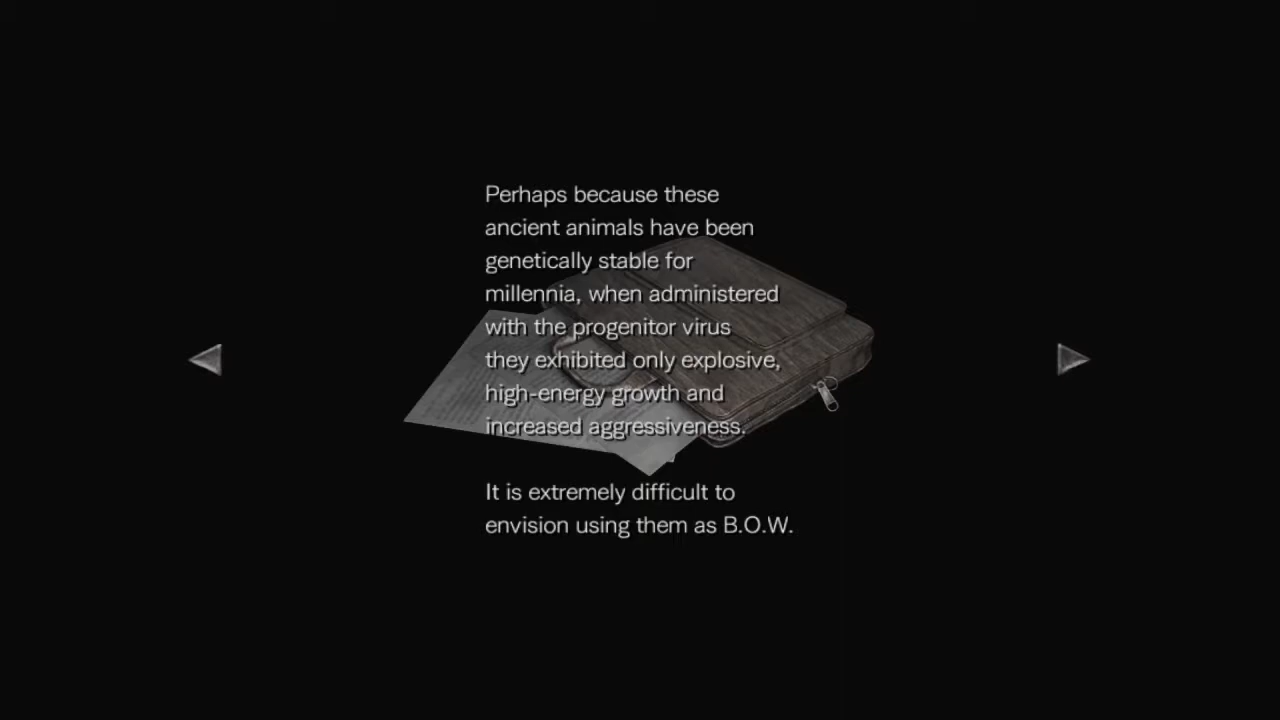 Perhaps because these
ancient animals have been
genetically stable for
millennia, when administered
with the progenitor virus
they exhibited only explosive,
high-energy growth and
increased aggressiveness.
It is extremely difficult to
envision using them as B.O.W.